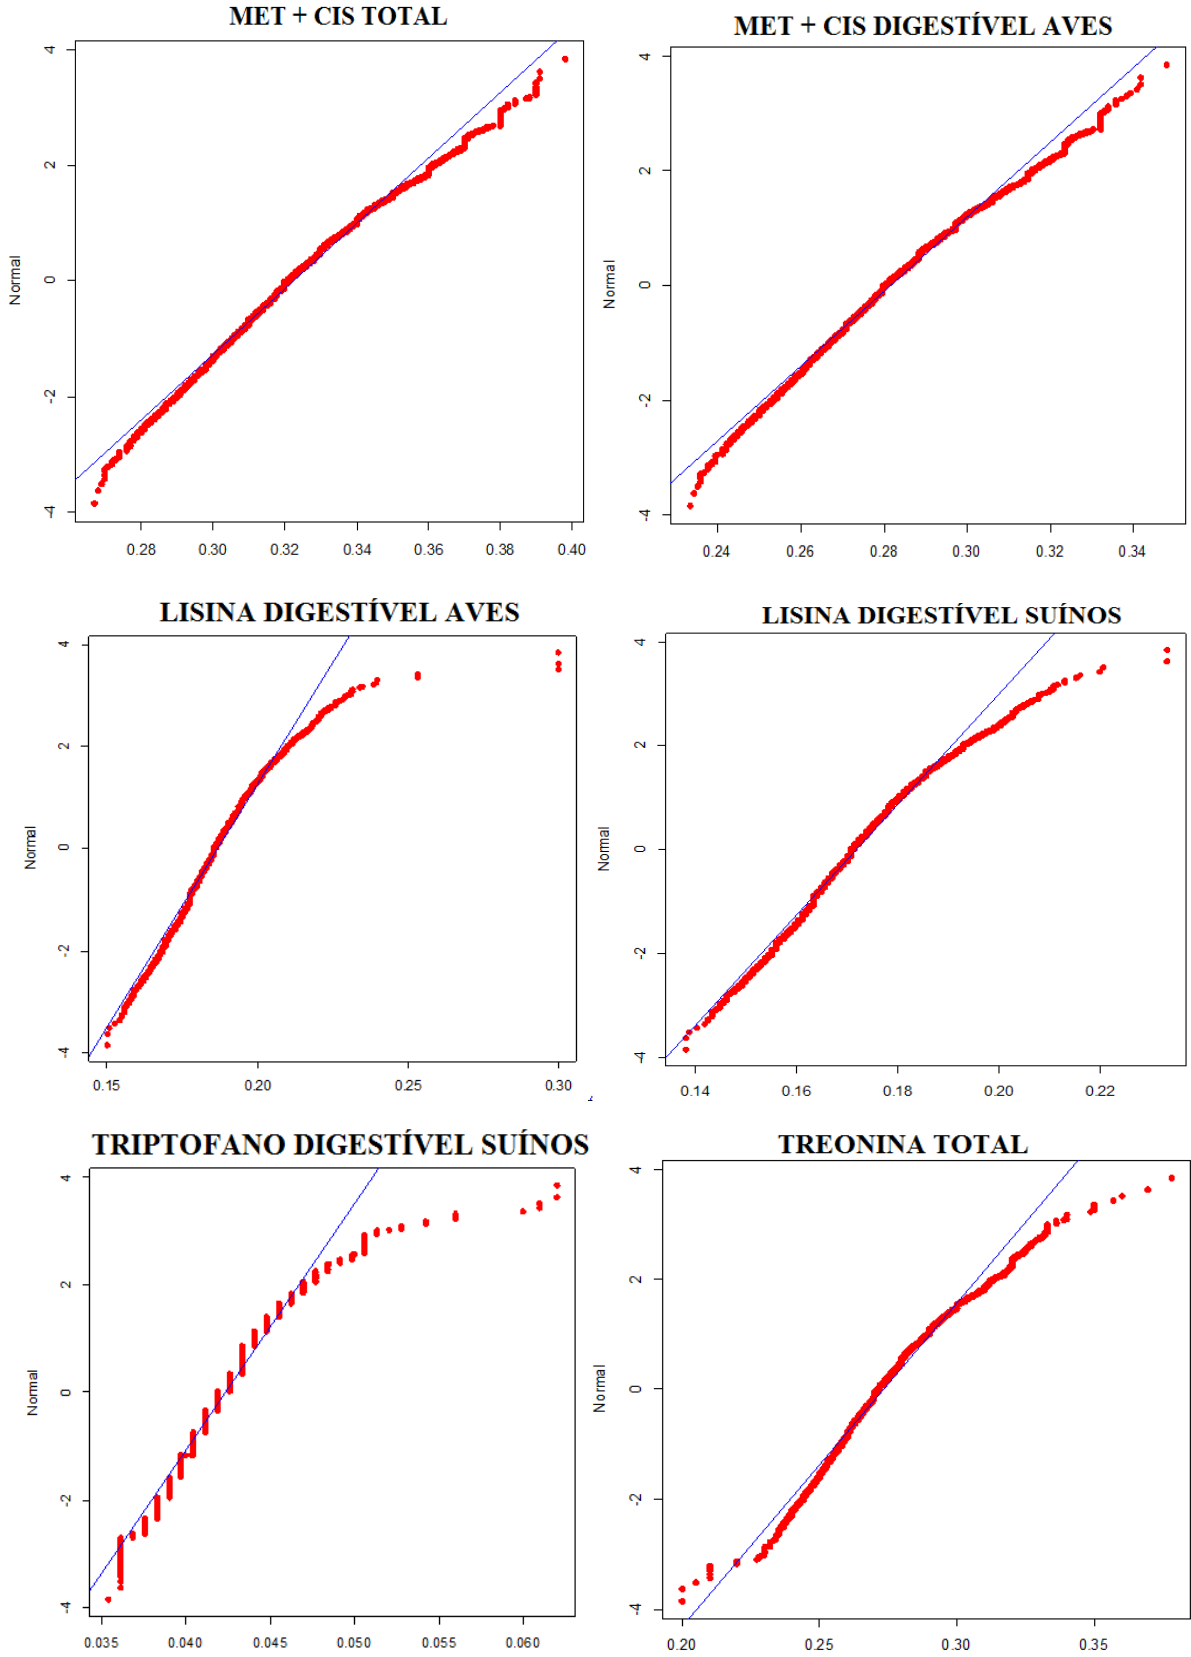 MET + CIS TOTAL
4
2
0
-2
-4
Normal
0.28 0.30 0.32 0.34 0.36 0.38 0.40
MET + CIS DIGESTÍVEL AVES
4
2
0
-2
-4
Normal
0.24 0.26 0.28 0.30 0.32 0.34
LISINA DIGESTÍVEL AVES
4
2
0
-2
-4
Normal
0.15 0.20 0.25 0.30
LISINA DIGESTÍVEL SUÍNOS
4
2
0
-2
-4
Normal
0.14 0.16 0.18 0.20 0.22
TRIPTOFANO DIGESTÍVEL SUÍNOS
4
2
0
-2
-4
Normal
0.035 0.040 0.045 0.050 0.055 0.060
TREONINA TOTAL
4
2
0
-2
-4
Normal
0.20 0.25 0.30 0.35